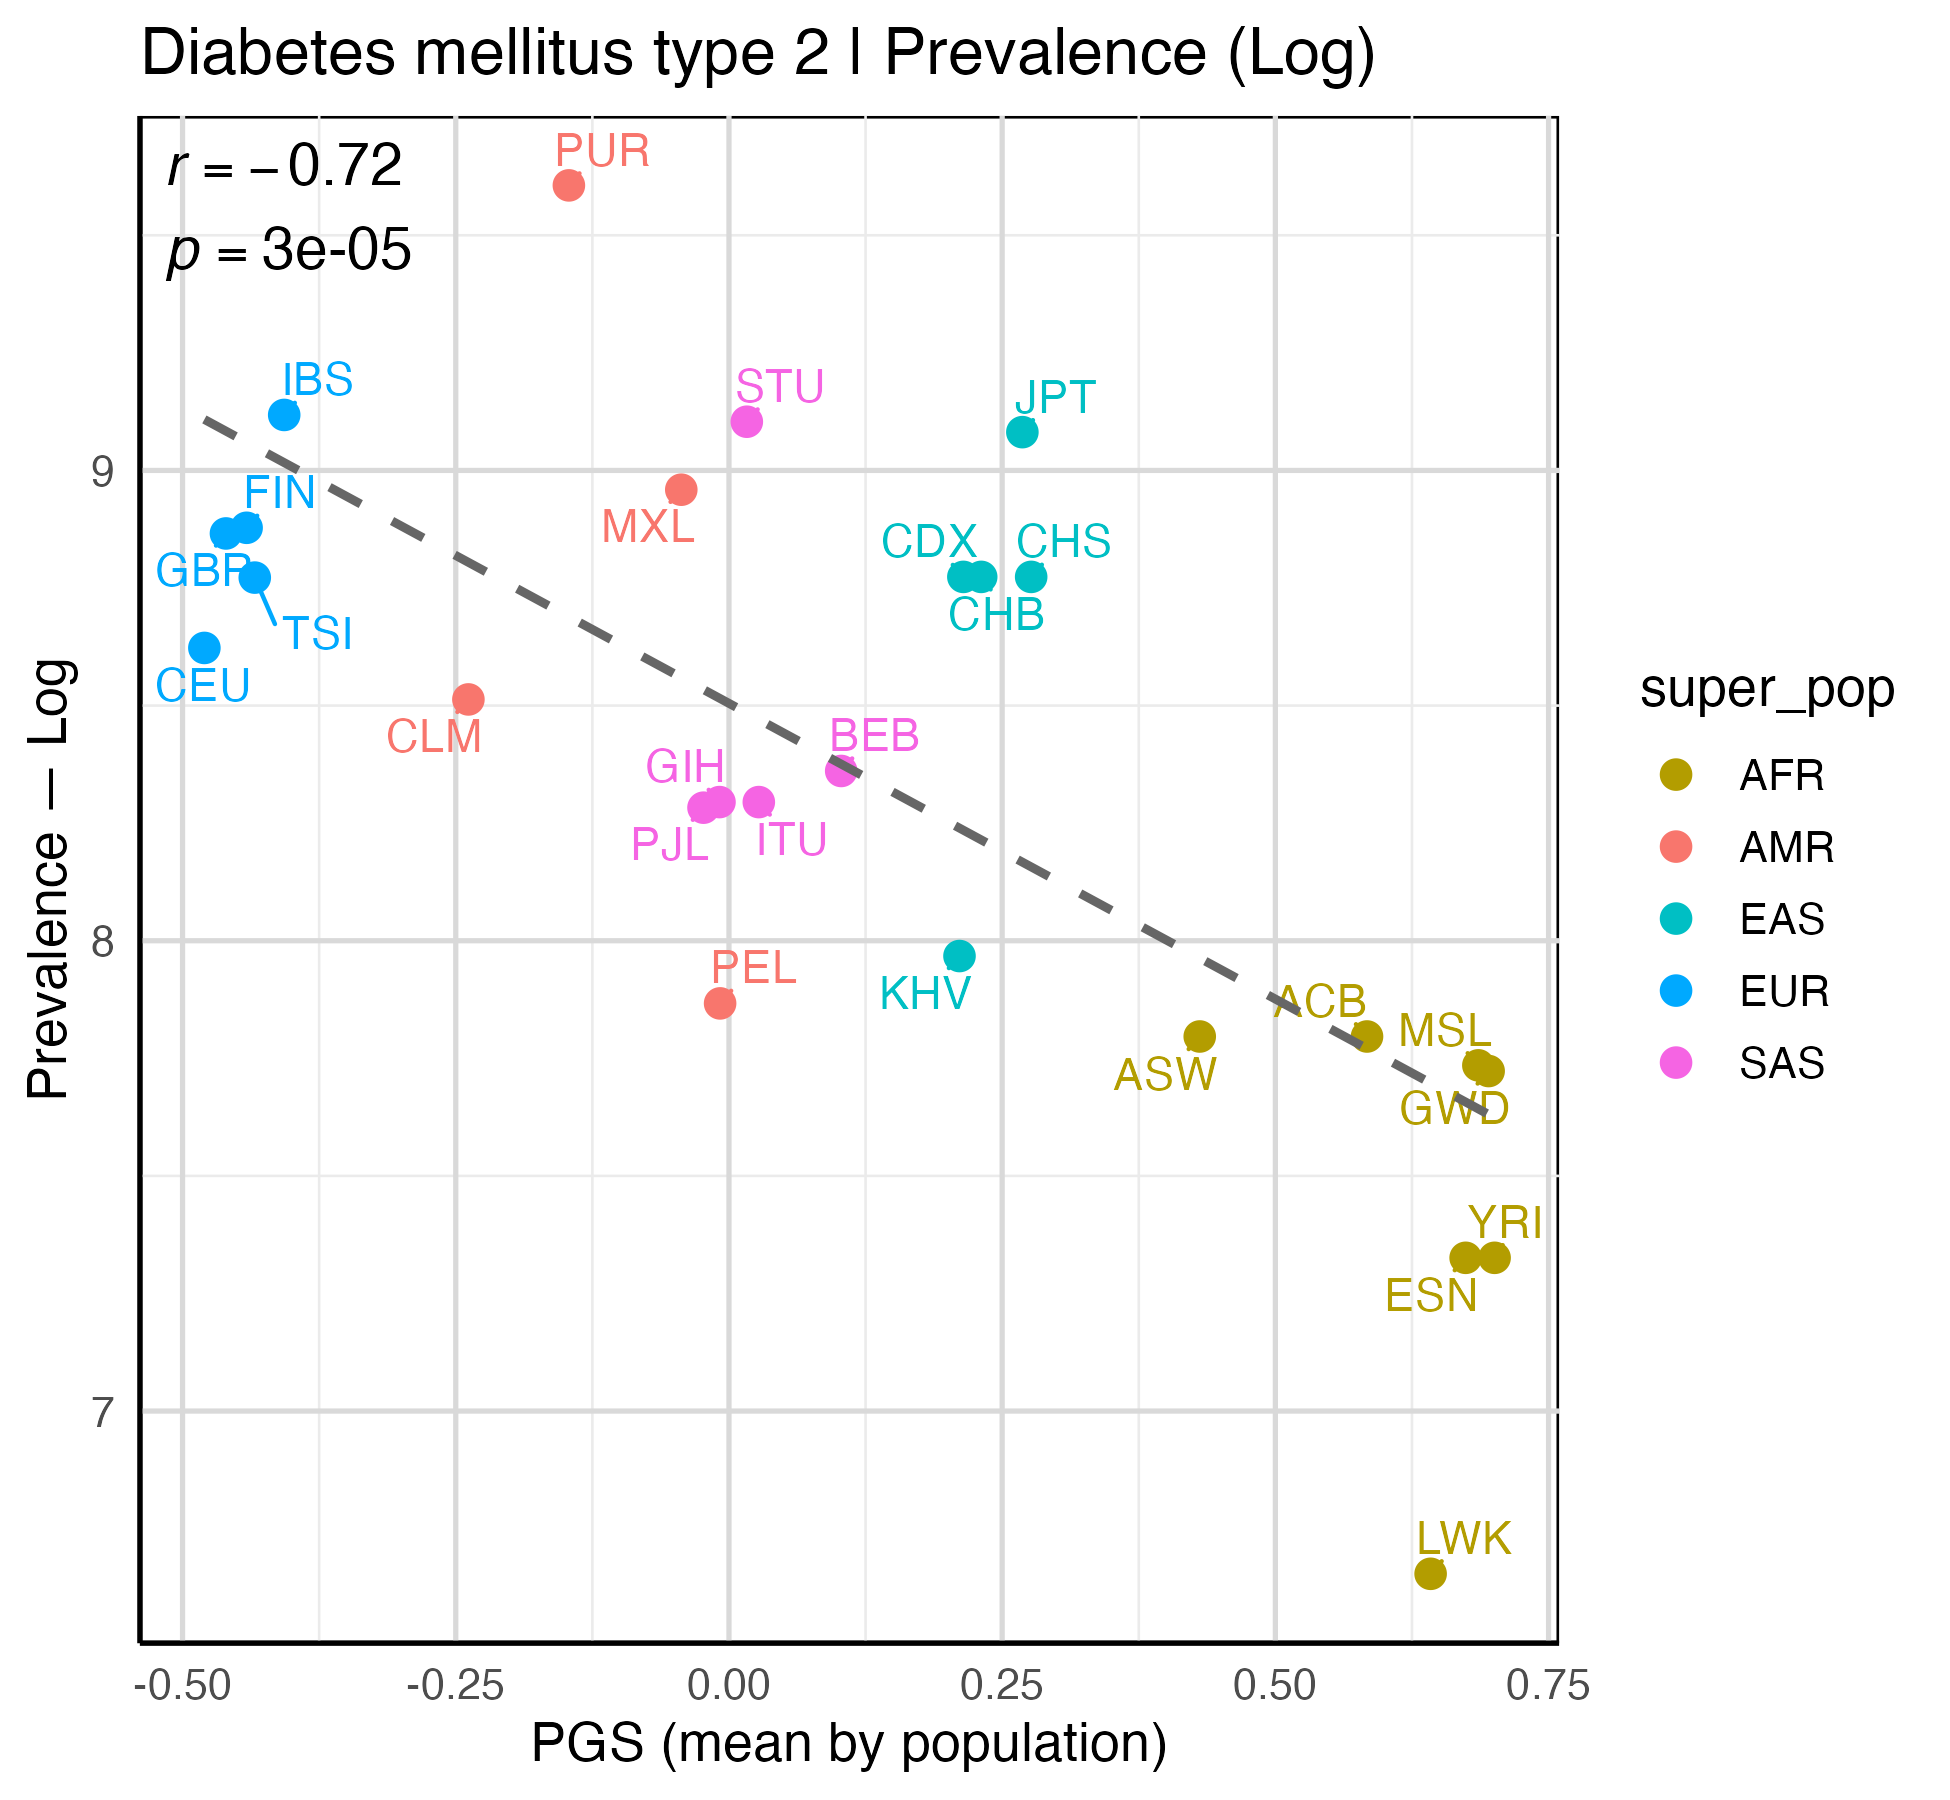 Diabetes mellitus type 2 | Prevalence (Log)
r = −0.72
p = 3e-05
PUR
IBS
STU
JPT
9
FIN
MXL
CDX
CHS
GBR
CHB
TSI
CEU
CLM
BEB
GIH
PJL
ITU
8
PEL
KHV
ACB
MSL
ASW
GWD
YRI
ESN
7
LWK
Prevalence — Log
-0.50
-0.25
0.00
0.25
0.50
0.75
PGS (mean by population)
super_pop
AFR
AMR
EAS
EUR
SAS